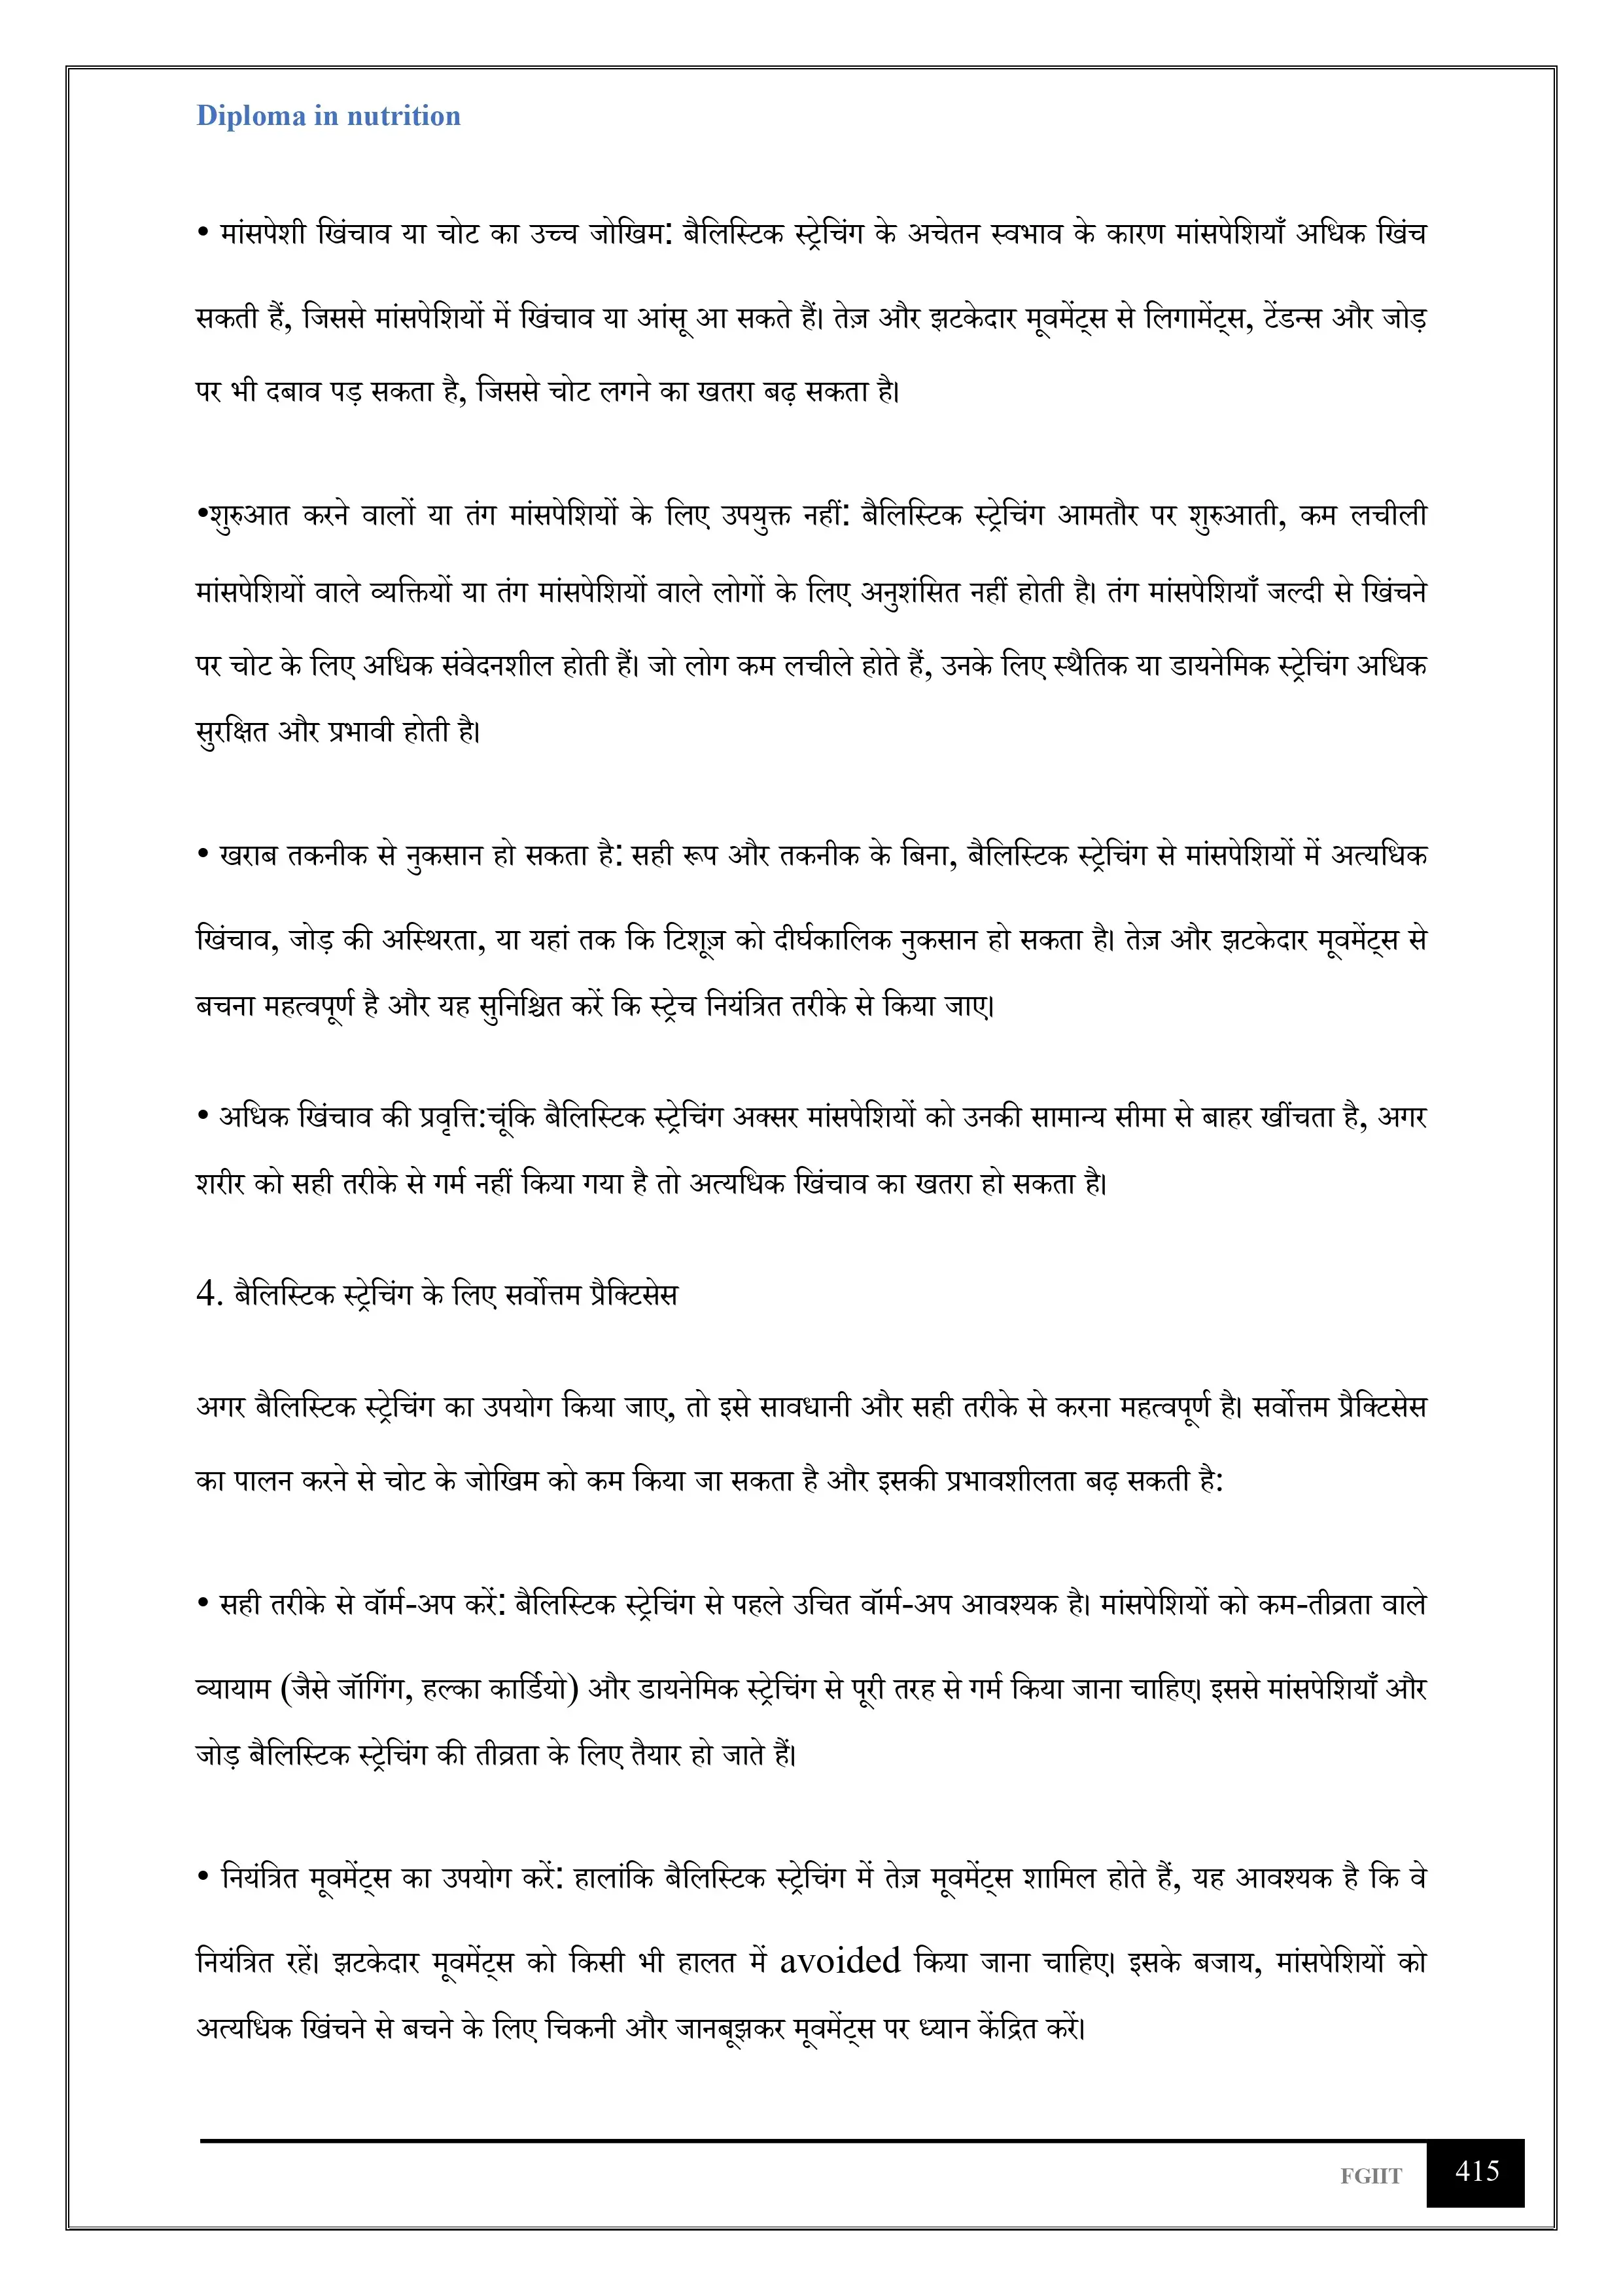 Diploma in nutrition
• मांसपेशी खिंचाव या चोट का उच्च जोखिम: बैलिस्टिक स्ट्रेचिंग के अचेतन स्वभाव के कारण मांसपेशियाँ अधिक खिंच
सकती हैं, जिससे मांसपेशियों में खिंचाव या आंसू आ सकते हैं। तेज़ और झटकेदार मूवमेंट्स से लिगामेंट्स, टेंडन्स और जोड़
पर भी दबाव पड़ सकता है, जिससे चोट लगने का खतरा बढ़ सकता है।
•शुरुआत करने वालों या तंग मांसपेशियों के लिए उपयुक्त नहीं: बैलिस्टिक स्ट्रेचिंग आमतौर पर शुरुआती, कम लचीली
मांसपेशियों वाले व्यक्तियों या तंग मांसपेशियों वाले लोगों के लिए अनुशंसित नहीं होती है। तंग मांसपेशियाँ जल्दी से खिंचने
पर चोट के लिए अधिक संवेदनशील होती हैं। जो लोग कम लचीले होते हैं, उनके लिए स्थैतिक या डायनेमिक स्ट्रेचिंग अधिक
सुरक्षित और प्रभावी होती है।
• खराब तकनीक से नुकसान हो सकता है: सही रूप और तकनीक के बिना, बैलिस्टिक स्ट्रेचिंग से मांसपेशियों में अत्यधिक
खिंचाव, जोड़ की अस्थिरता, या यहां तक कि टिशूज़ को दीर्घकालिक नुकसान हो सकता है। तेज़ और झटकेदार मूवमेंट्स से
बचना महत्वपूर्ण है और यह सुनिश्चित करें कि स्ट्रेच नियंत्रित तरीके से किया जाए।
• अधिक खिंचाव की प्रवृत्ति:चूंकि बैलिस्टिक स्ट्रेचिंग अक्सर मांसपेशियों को उनकी सामान्य सीमा से बाहर खींचता है, अगर
शरीर को सही तरीके से गर्म नहीं किया गया है तो अत्यधिक खिंचाव का खतरा हो सकता है।
4. बैलिस्टिक स्ट्रेचिंग के लिए सर्वोत्तम प्रैक्टिसेस
अगर बैलिस्टिक स्ट्रेचिंग का उपयोग किया जाए, तो इसे सावधानी और सही तरीके से करना महत्वपूर्ण है। सर्वोत्तम प्रैक्टिसेस
का पालन करने से चोट के जोखिम को कम किया जा सकता है और इसकी प्रभावशीलता बढ़ सकती है:
• सही तरीके से वॉर्म-अप करें: बैलिस्टिक स्ट्रेचिंग से पहले उचित वॉर्म-अप आवश्यक है। मांसपेशियों को कम-तीव्रता वाले
व्यायाम (जैसे जॉगिंग, हल्का कार्डियो) और डायनेमिक स्ट्रेचिंग से पूरी तरह से गर्म किया जाना चाहिए। इससे मांसपेशियाँ और
जोड़ बैलिस्टिक स्ट्रेचिंग की तीव्रता के लिए तैयार हो जाते हैं।
• नियंत्रित मूवमेंट्स का उपयोग करें: हालांकि बैलिस्टिक स्ट्रेचिंग में तेज़ मूवमेंट्स शामिल होते हैं, यह आवश्यक है कि वे
नियंत्रित रहें। झटकेदार मूवमेंट्स को किसी भी हालत में avoided किया जाना चाहिए। इसके बजाय, मांसपेशियों को
अत्यधिक खिंचने से बचने के लिए चिकनी और जानबूझकर मूवमेंट्स पर ध्यान केंद्रित करें।
FGIIT 415